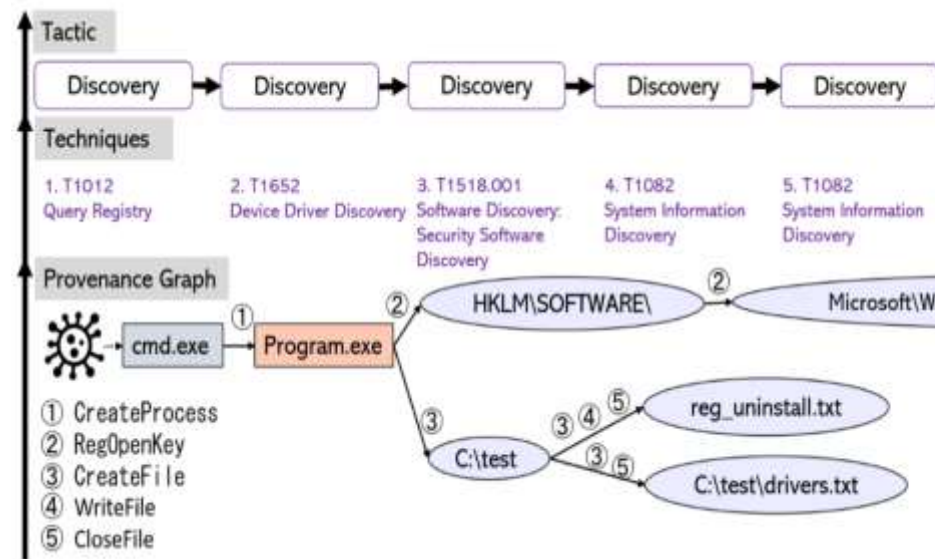 Tactic
Discovery
Discovery
Discovery
Discovery
Discovery
Techniques
1. T1012
Query Registry
2. T1652
Device Driver Discovery
3. T1518.001
Software Discovery:
Security Software
Discovery
4. T1082
System Information
Discovery
5. T1082
System Information
Discovery
Provenance Graph
cmd.exe
①
Program.exe
②
HKLM\SOFTWARE\
②
Microsoft\W
③
C:\test
③ ④ ⑤
reg_uninstall.txt
③ ⑤
C:\test\drivers.txt
① CreateProcess
② RegOpenKey
③ CreateFile
④ WriteFile
⑤ CloseFile